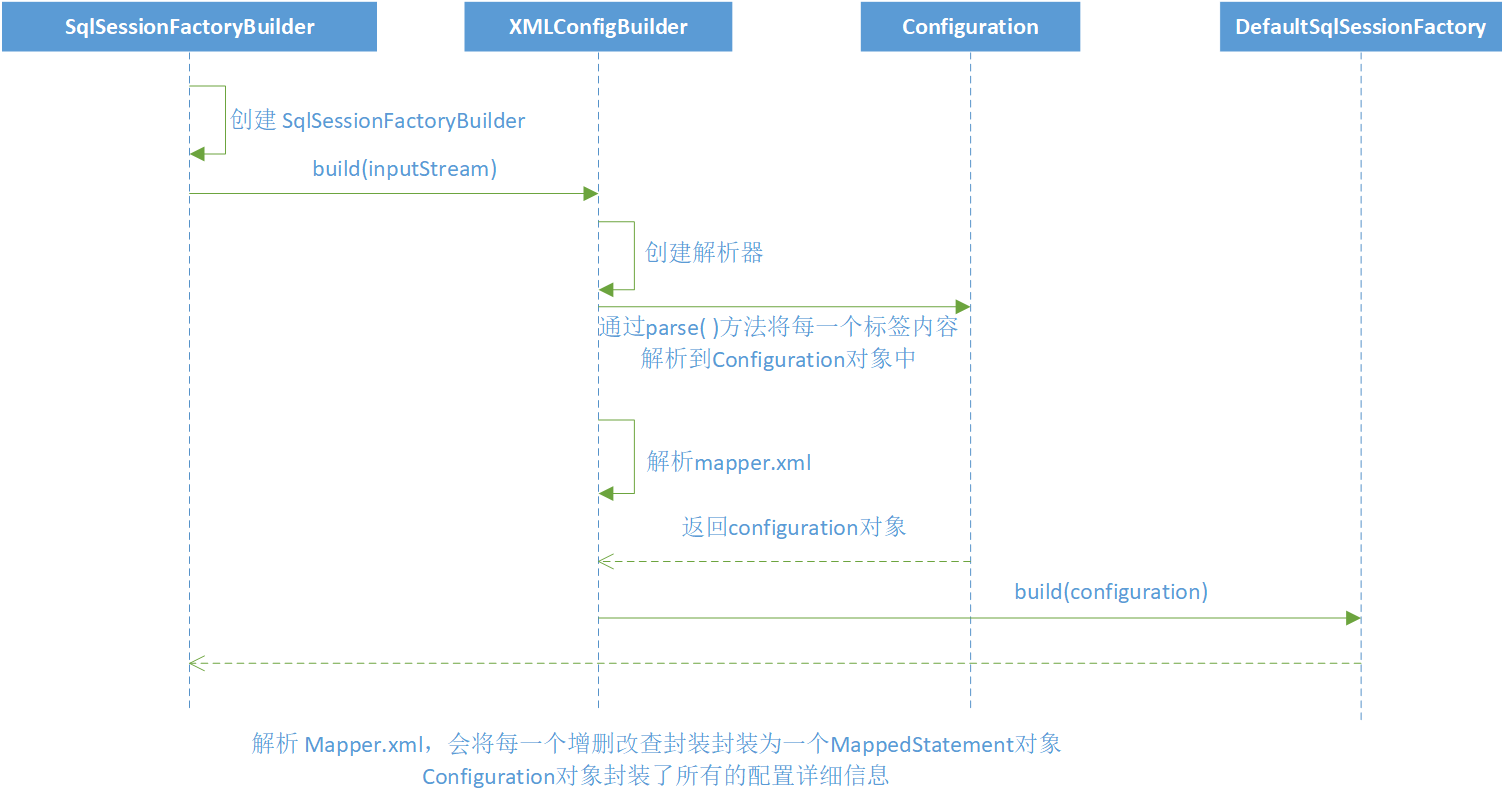 SqlSessionFactoryBuilder
XMLConfigBuilder
Configuration
DefaultSqlSessionFactory
创建 SqlSessionFactoryBuilder
build(inputStream)
创建解析器
通过parse( )方法将每一个标签内容
解析到Configuration对象中
解析mapper.xml
返回configuration对象
build(configuration)
解析 Mapper.xml，会将每一个增删改查封装封装为一个MappedStatement对象
Configuration对象封装了所有的配置详细信息